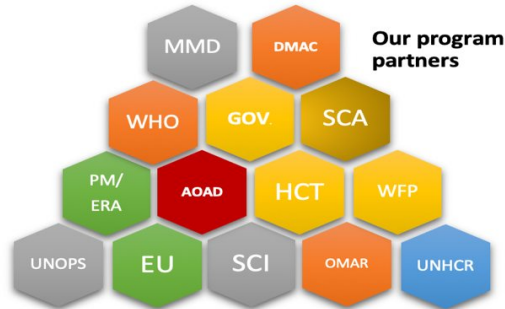 MMD
DMAC
Our program
partners
WHO
GOV.
SCA
PM/
ERA
AOAD
HCT
WFP
UNOPS
EU
SCI
OMAR
UNHCR